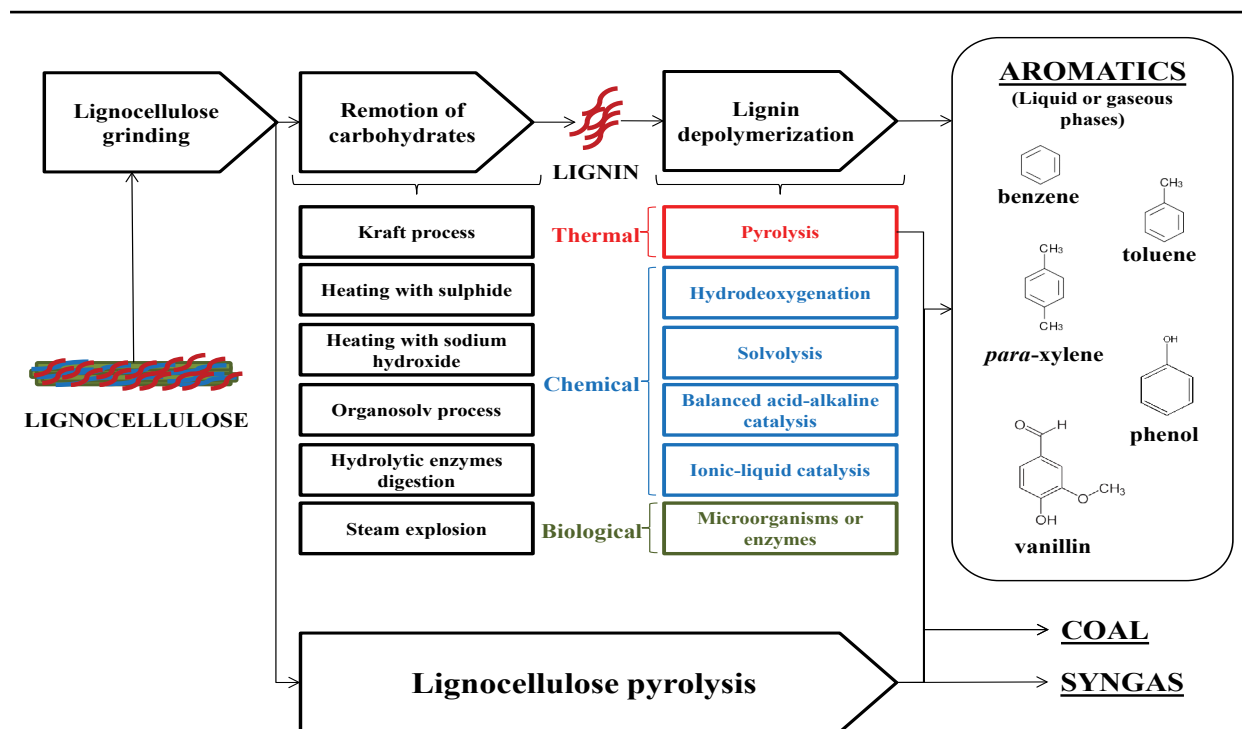 Lignocellulose
grinding
Remotion of
carbohydrates
LIGNIN
Lignin
depolymerization
AROMATICS
(Liquid or gaseous
phases)
benzene
CH₃
toluene
CH₃
CH₃
para-xylene
OH
phenol
O
H
O
CH₃
OH
vanillin
LIGNOCELLULOSE
Kraft process
Heating with sulphide
Heating with sodium
hydroxide
Organosolv process
Hydrolytic enzymes
digestion
Steam explosion
Thermal
Pyrolysis
Chemical
Hydrodeoxygenation
Solvolysis
Balanced acid-alkaline
catalysis
Ionic-liquid catalysis
Biological
Microorganisms or
enzymes
Lignocellulose pyrolysis
COAL
SYNGAS